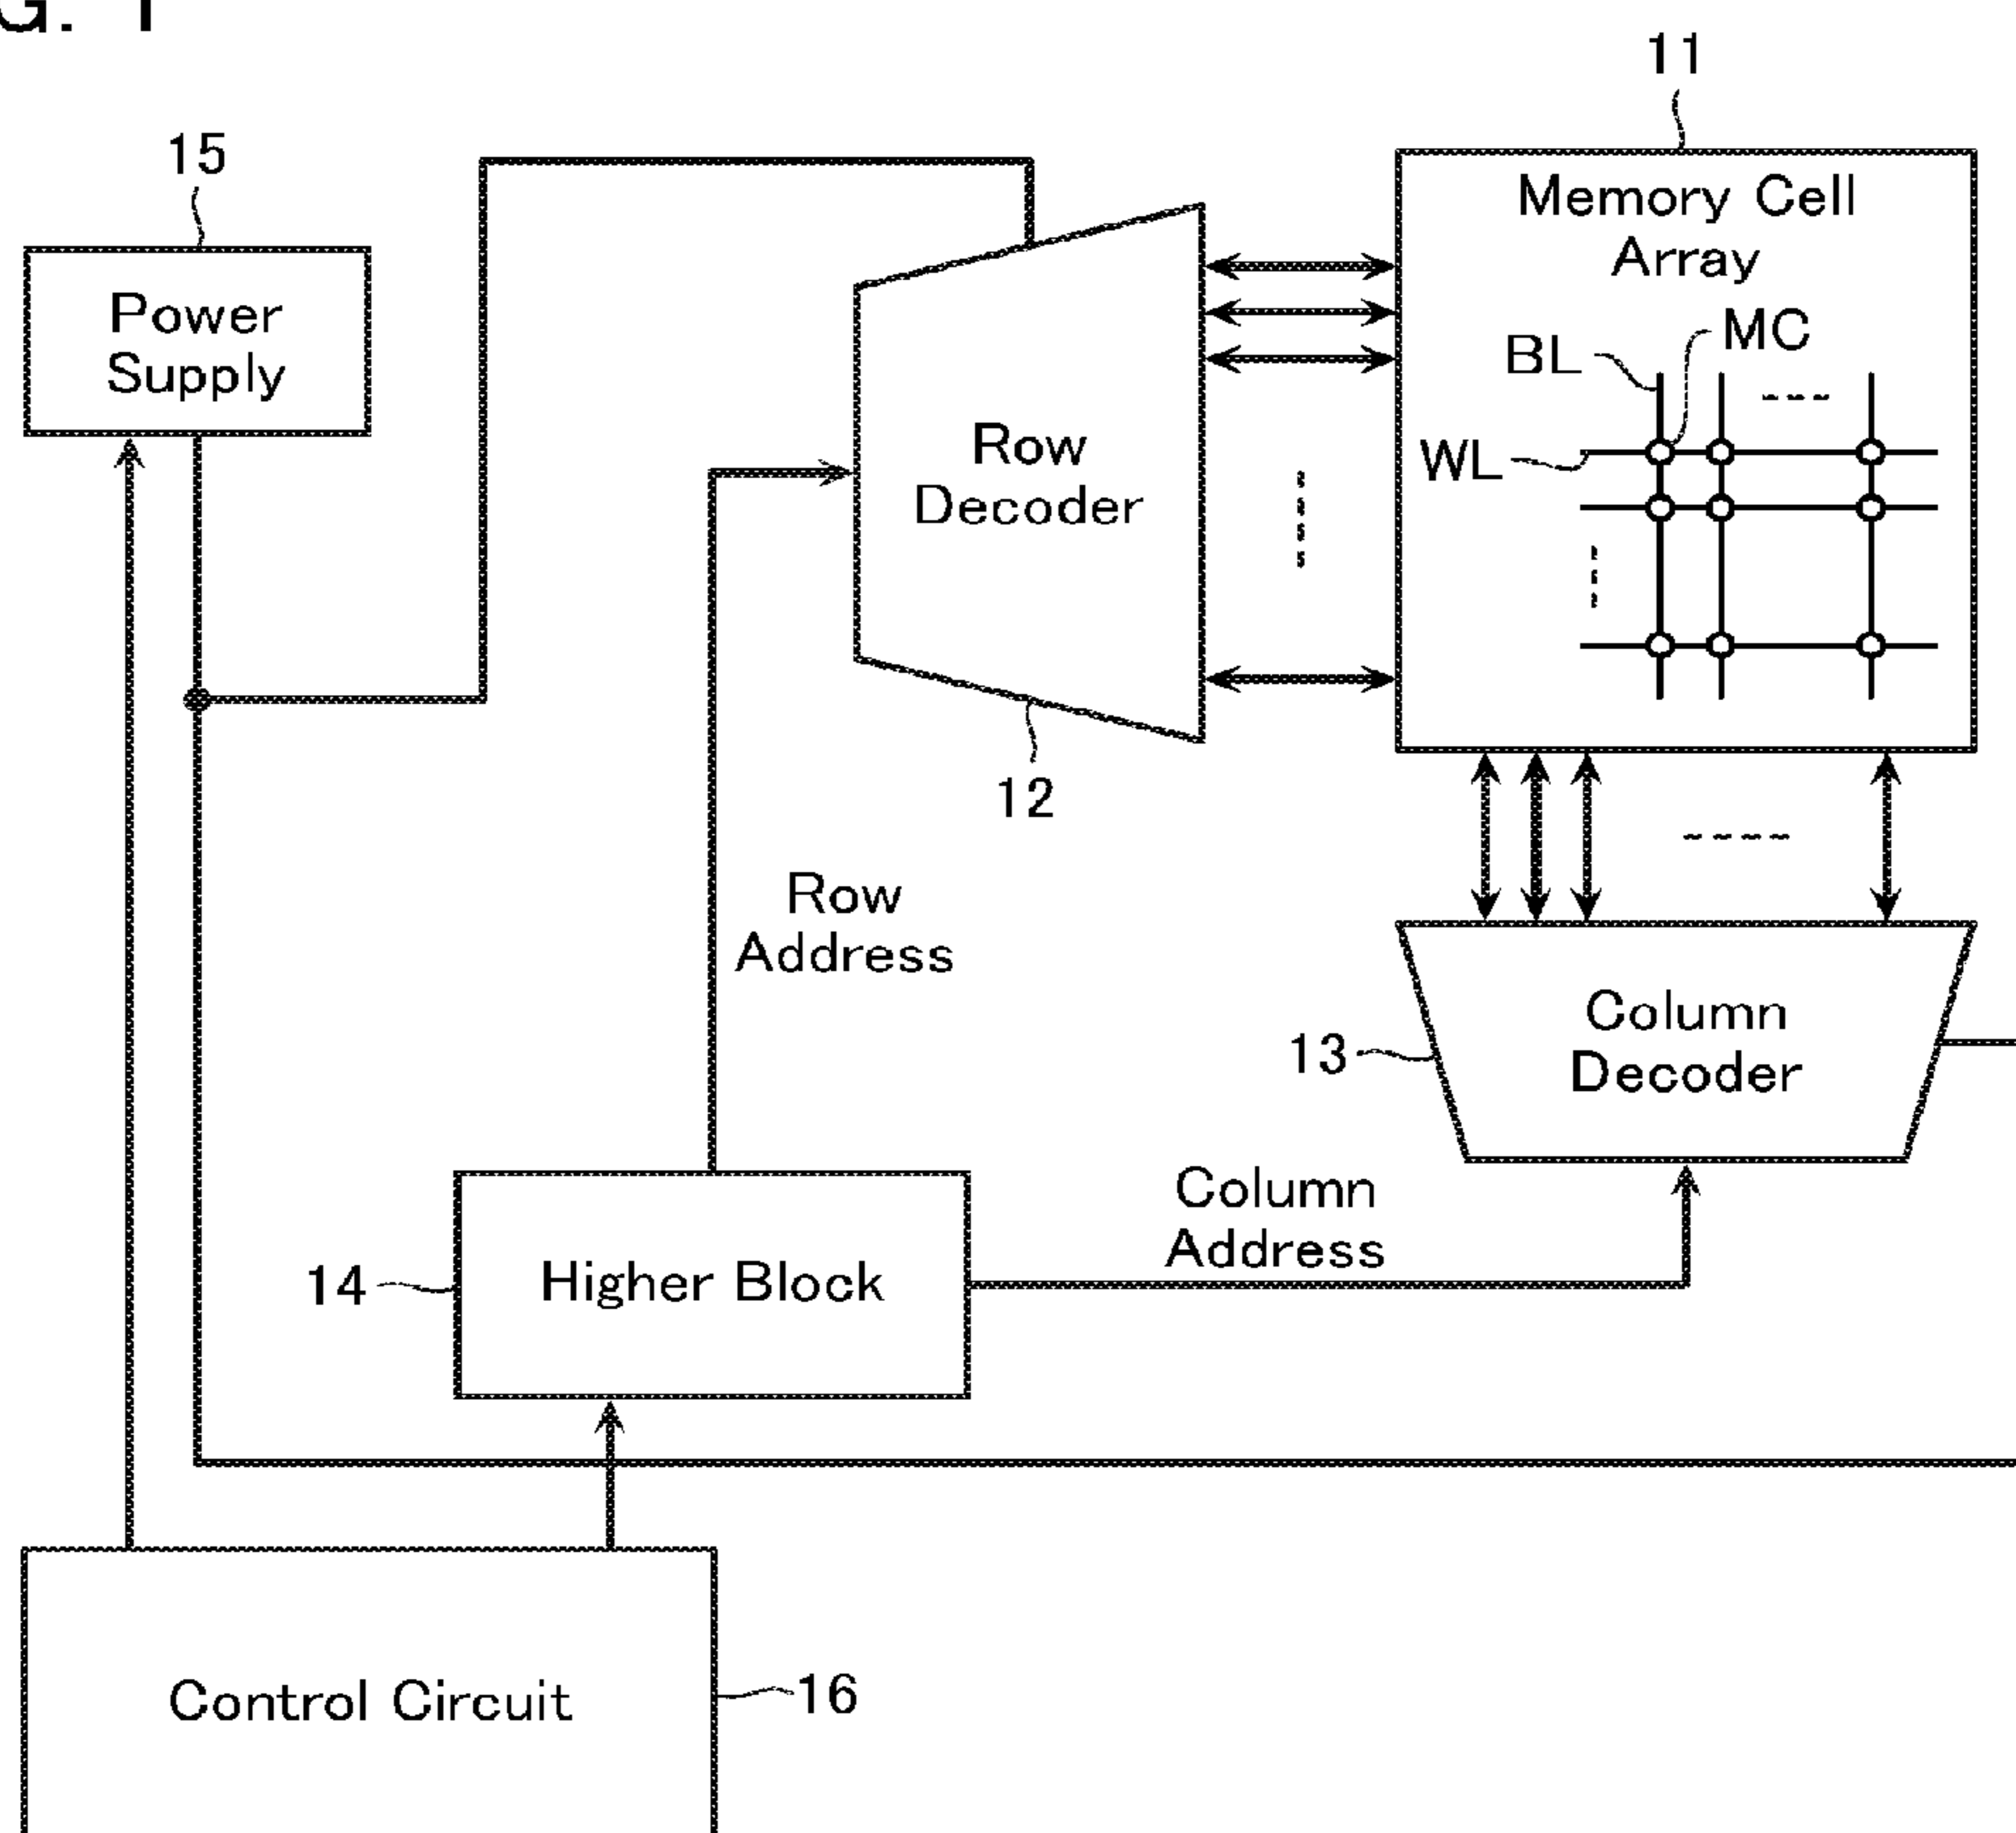 G. 1
11
15
Memory Cell
Array
Power
Supply
BL
MC
WL
Row
Decoder
12
Row
Address
13
Column
Decoder
Column
Address
14
Higher Block
Control Circuit
16